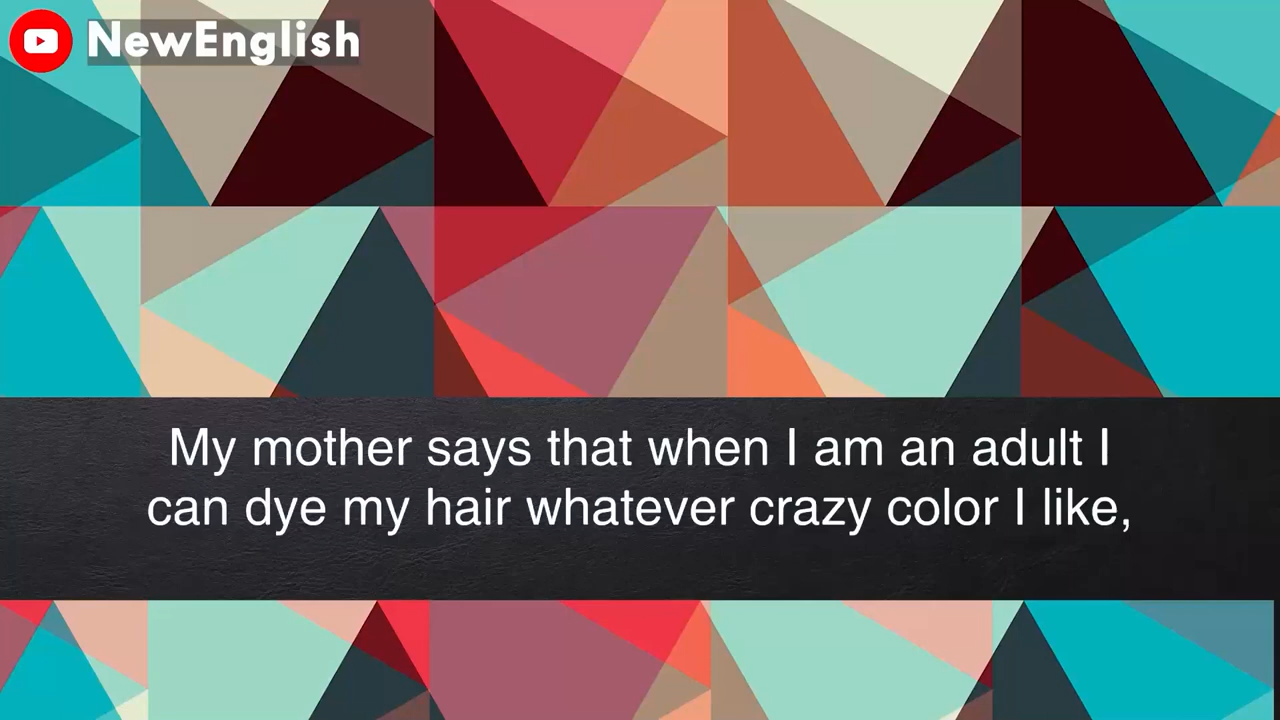 NewEnglish
My mother says that when I am an adult I
can dye my hair whatever crazy color I like,